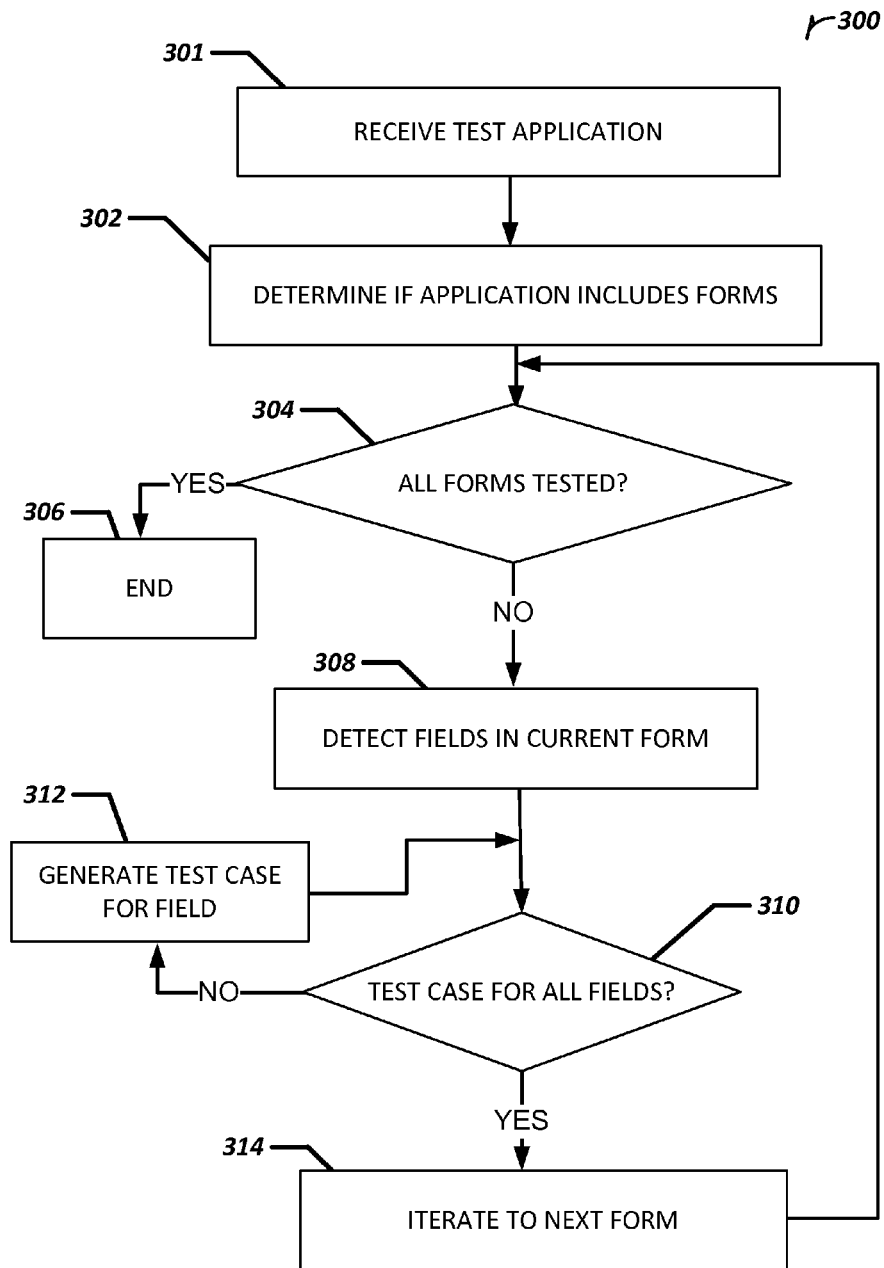 300
301
RECEIVE TEST APPLICATION
302
DETERMINE IF APPLICATION INCLUDES FORMS
304
ALL FORMS TESTED?
YES
306
END
NO
308
DETECT FIELDS IN CURRENT FORM
312
GENERATE TEST CASE
FOR FIELD
310
TEST CASE FOR ALL FIELDS?
NO
YES
314
ITERATE TO NEXT FORM